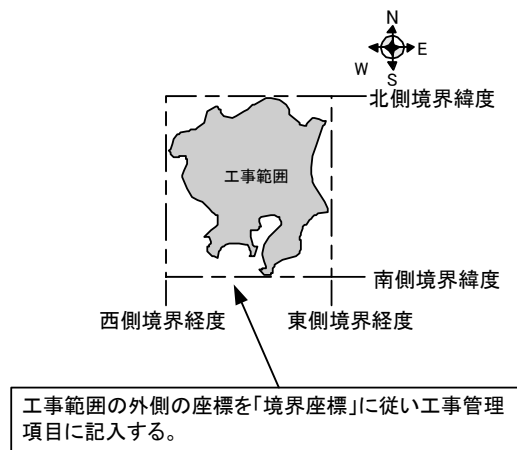 N
W
E
S
北側境界緯度
工事範囲
南側境界緯度
西側境界経度
東側境界経度
工事範囲の外側の座標を「境界座標」に従い工事管理
項目に記入する。